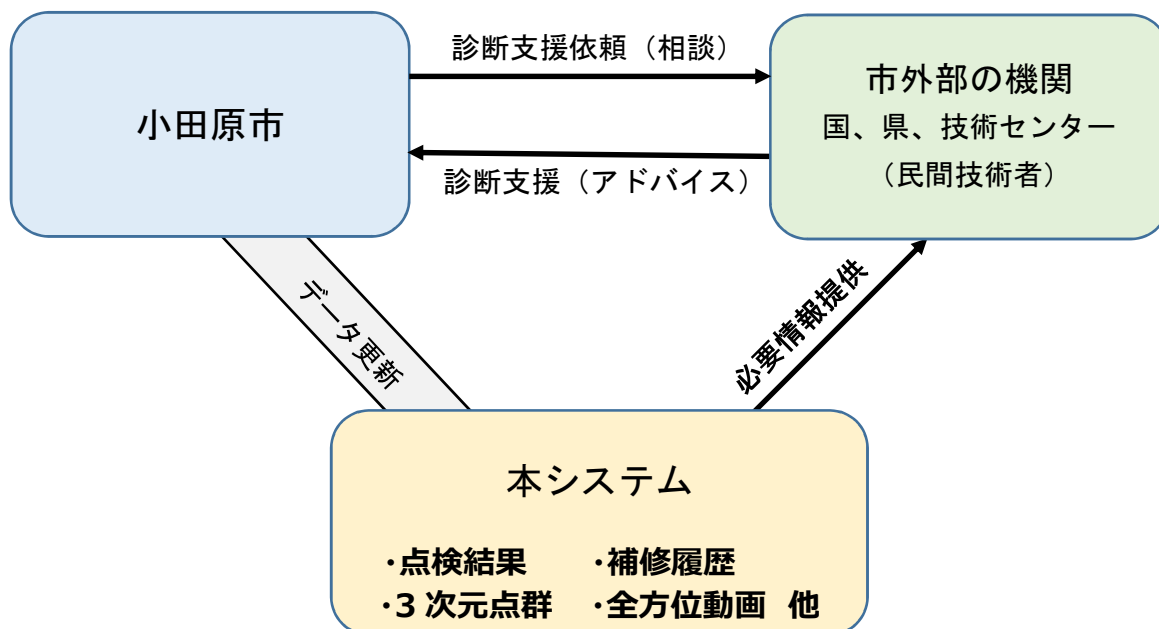 診断支援依頼（相談）
小田原市
市外部の機関
国、県、技術センター
（民間技術者）
診断支援（アドバイス）
データ更新
必要情報提供
本システム
・点検結果 ・補修履歴
・3次元点群 ・全方位動画 他